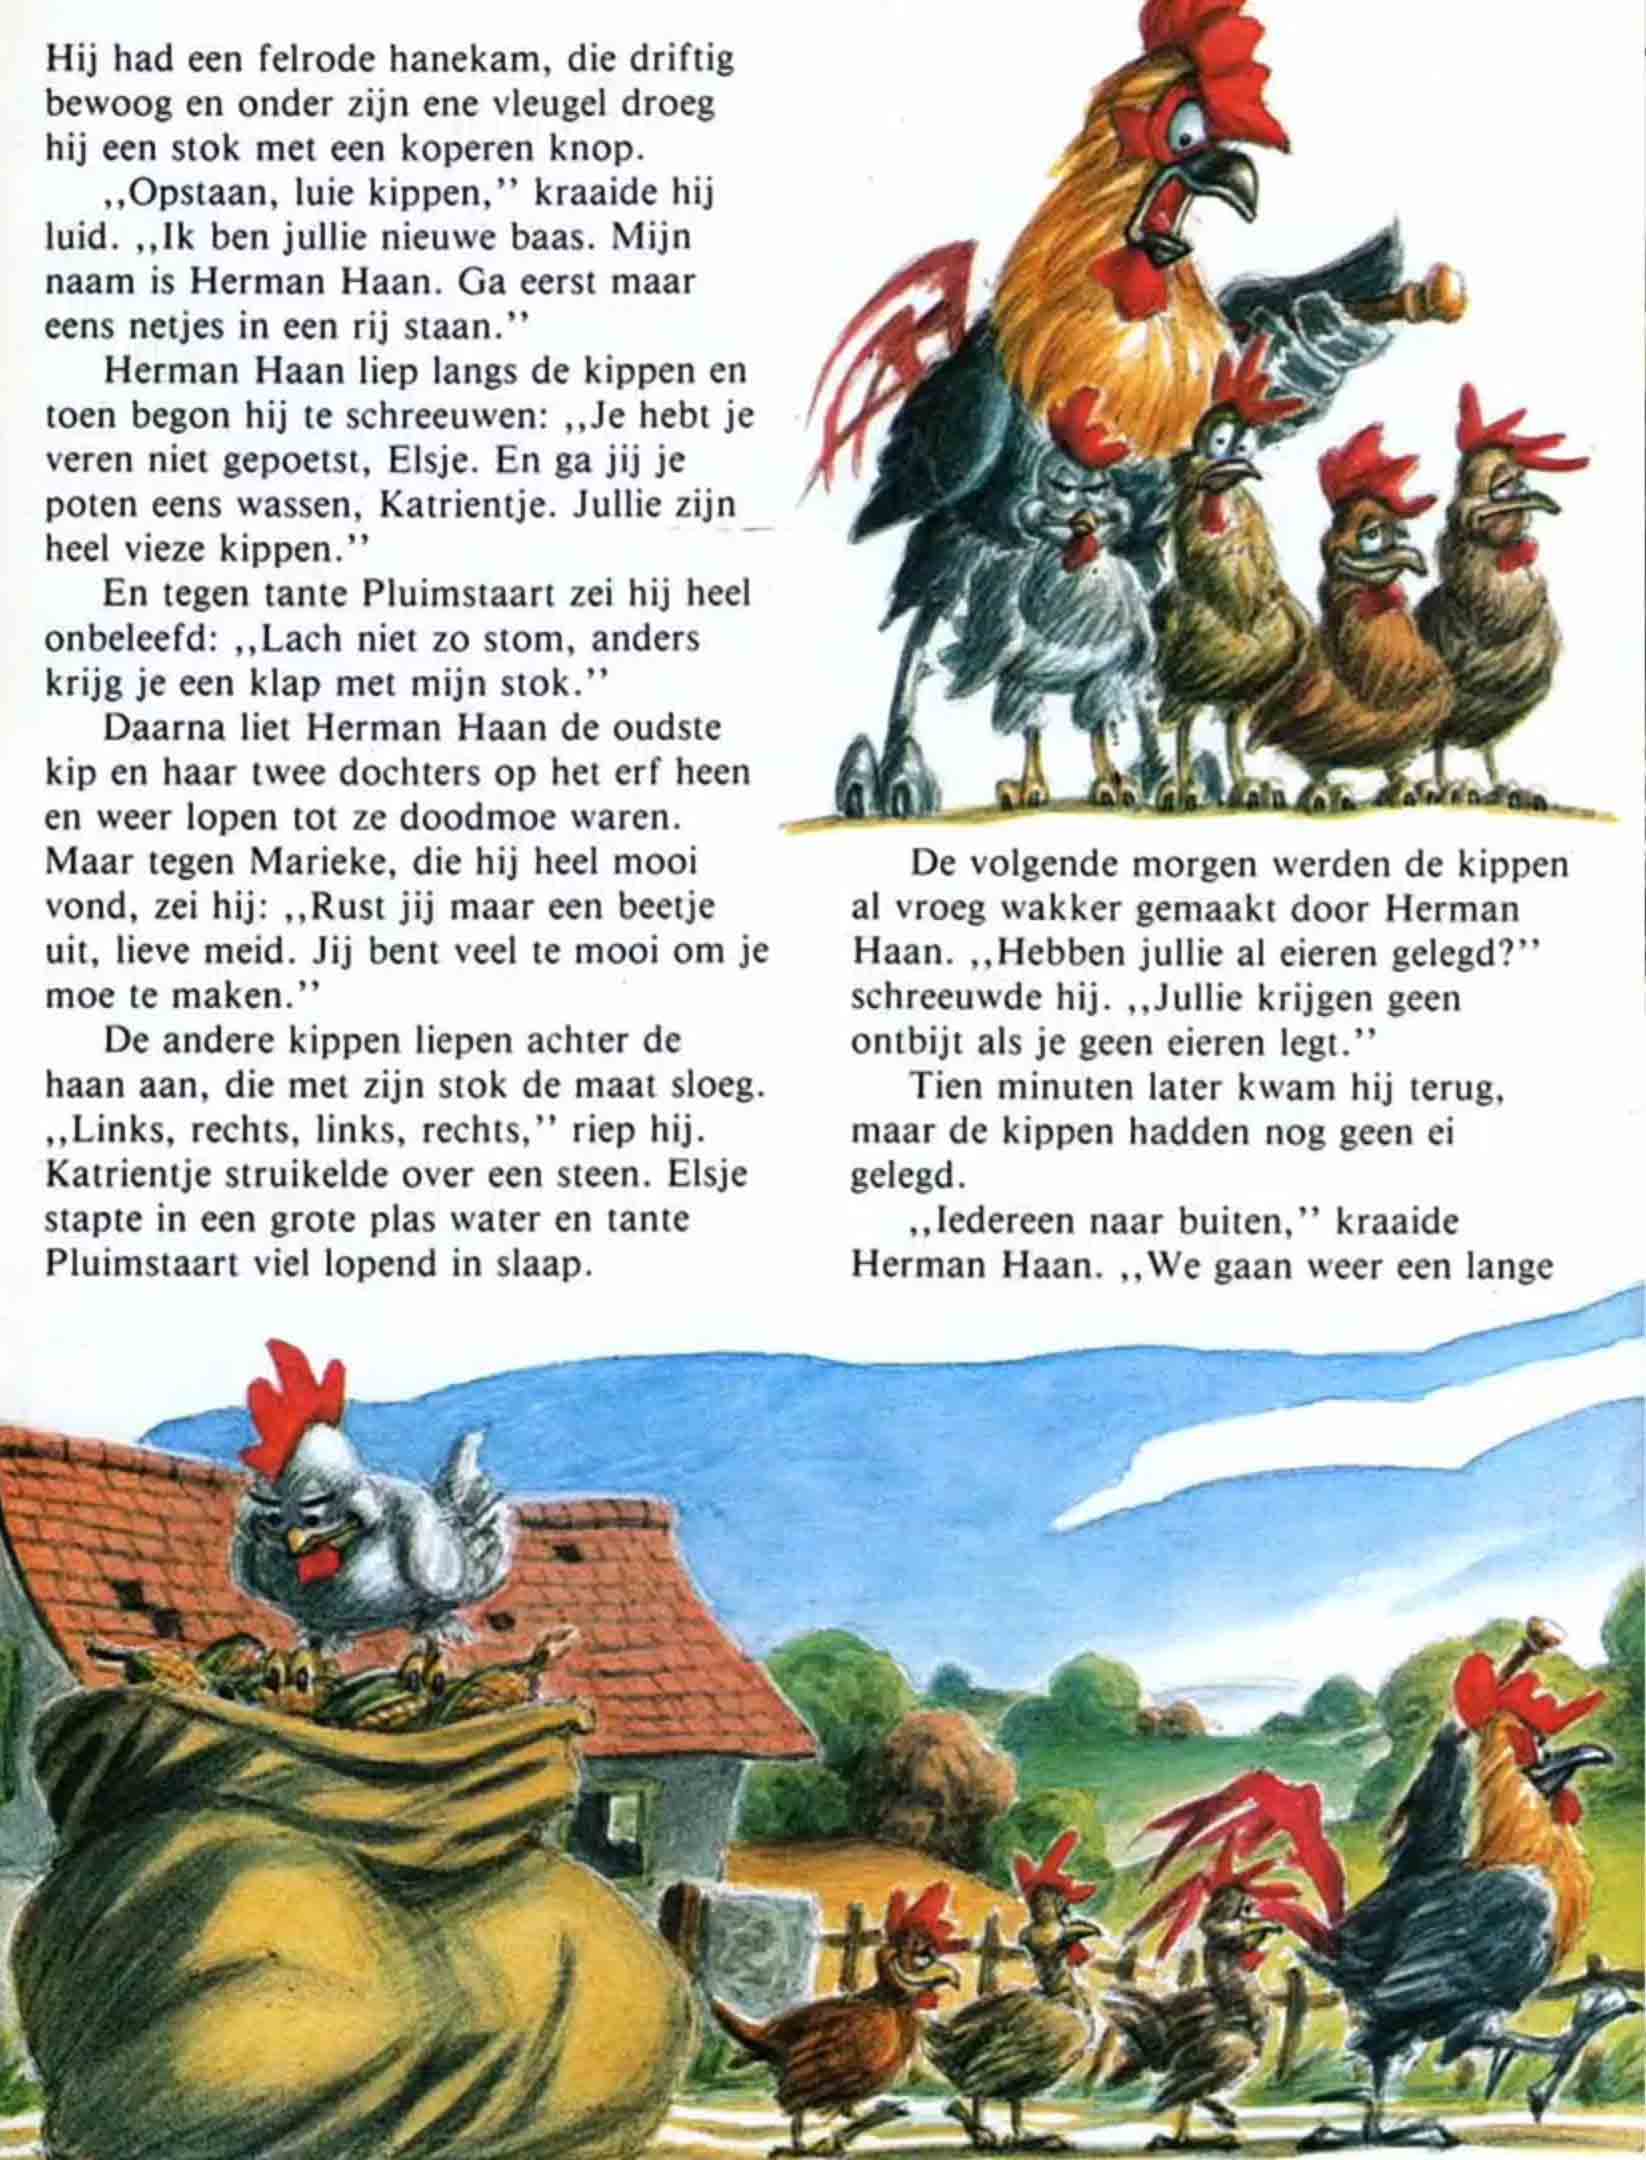 Hij had een felrode hanekam, die driftig
bewoog en onder zijn ene vleugel droeg
hij een stok met een koperen knop.
,,Opstaan, luie kippen,'' kraaide hij
luid. ,,Ik ben jullie nieuwe baas. Mijn
naam is Herman Haan. Ga eerst maar
eens netjes in een rij staan.''
Herman Haan liep langs de kippen en
toen begon hij te schreeuwen: ,,Je hebt je
veren niet gepoetst, Elsje. En ga jij je
poten eens wassen, Katrientje. Jullie zijn
heel vieze kippen.''
En tegen tante Pluimstaart zei hij heel
onbeleefd: ,,Lach niet zo stom, anders
krijg je een klap met mijn stok.''
Daarna liet Herman Haan de oudste
kip en haar twee dochters op het erf heen
en weer lopen tot ze doodmoe waren.
Maar tegen Marieke, die hij heel mooi
vond, zei hij: ,,Rust jij maar een beetje
uit, lieve meid. Jij bent veel te mooi om je
moe te maken.''
De andere kippen liepen achter de
haan aan, die met zijn stok de maat sloeg.
,,Links, rechts, links, rechts,'' riep hij.
Katrientje struikelde over een steen. Elsje
stapte in een grote plas water en tante
Pluimstaart viel lopend in slaap.
De volgende morgen werden de kippen
al vroeg wakker gemaakt door Herman
Haan. ,,Hebben jullie al eieren gelegd?''
schreeuwde hij. ,,Jullie krijgen geen
ontbijt als je geen eieren legt.''
Tien minuten later kwam hij terug,
maar de kippen hadden nog geen ei
gelegd.
,,Iedereen naar buiten,'' kraaide
Herman Haan. ,,We gaan weer een lange